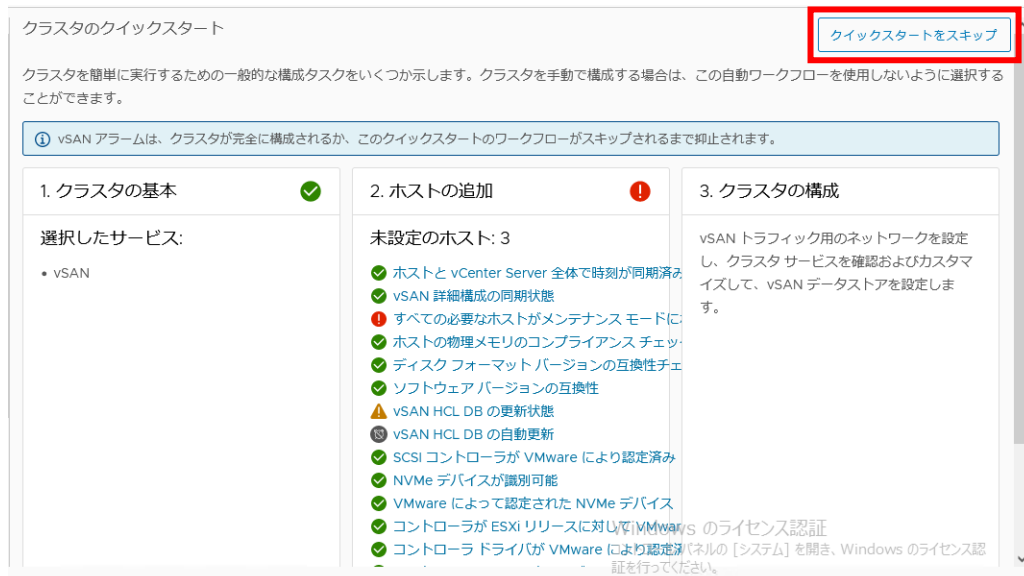 クラスタのクイックスタート
クイックスタートをスキップ
クラスタを簡単に実行するための一般的な構成タスクをいくつか示します。クラスタを手動で構成する場合は、この自動ワークフローを使用しないように選択する
ことができます。
vSAN アラームは、クラスタが完全に構成されるか、このクイックスタートのワークフローがスキップされるまで抑止されます。
1. クラスタの基本
選択したサービス:
• vSAN
2. ホストの追加
未設定のホスト: 3
ホストと vCenter Server 全体で時刻が同期済み
vSAN 詳細構成の同期状態
すべての必要なホストがメンテナンス モードに
ホストの物理メモリのコンプライアンス チェッ
ディスク フォーマット バージョンの互換性チェ
ソフトウェア バージョンの互換性
vSAN HCL DB の更新状態
vSAN HCL DB の自動更新
SCSI コントローラが VMware により認定済み
NVMe デバイスが識別可能
VMware によって認定された NVMe デバイス
コントローラが ESXi リリースに対して VMwar
コントローラ ドライバが VMware により認定済
3. クラスタの構成
vSAN トラフィック用のネットワークを設定
し、クラスタ サービスを確認およびカスタマ
イズして、vSAN データストアを設定しま
す。
Windows のライセンス認証
コントロール パネルの [システム] を開き、Windows のライセンス認
証を行ってください。